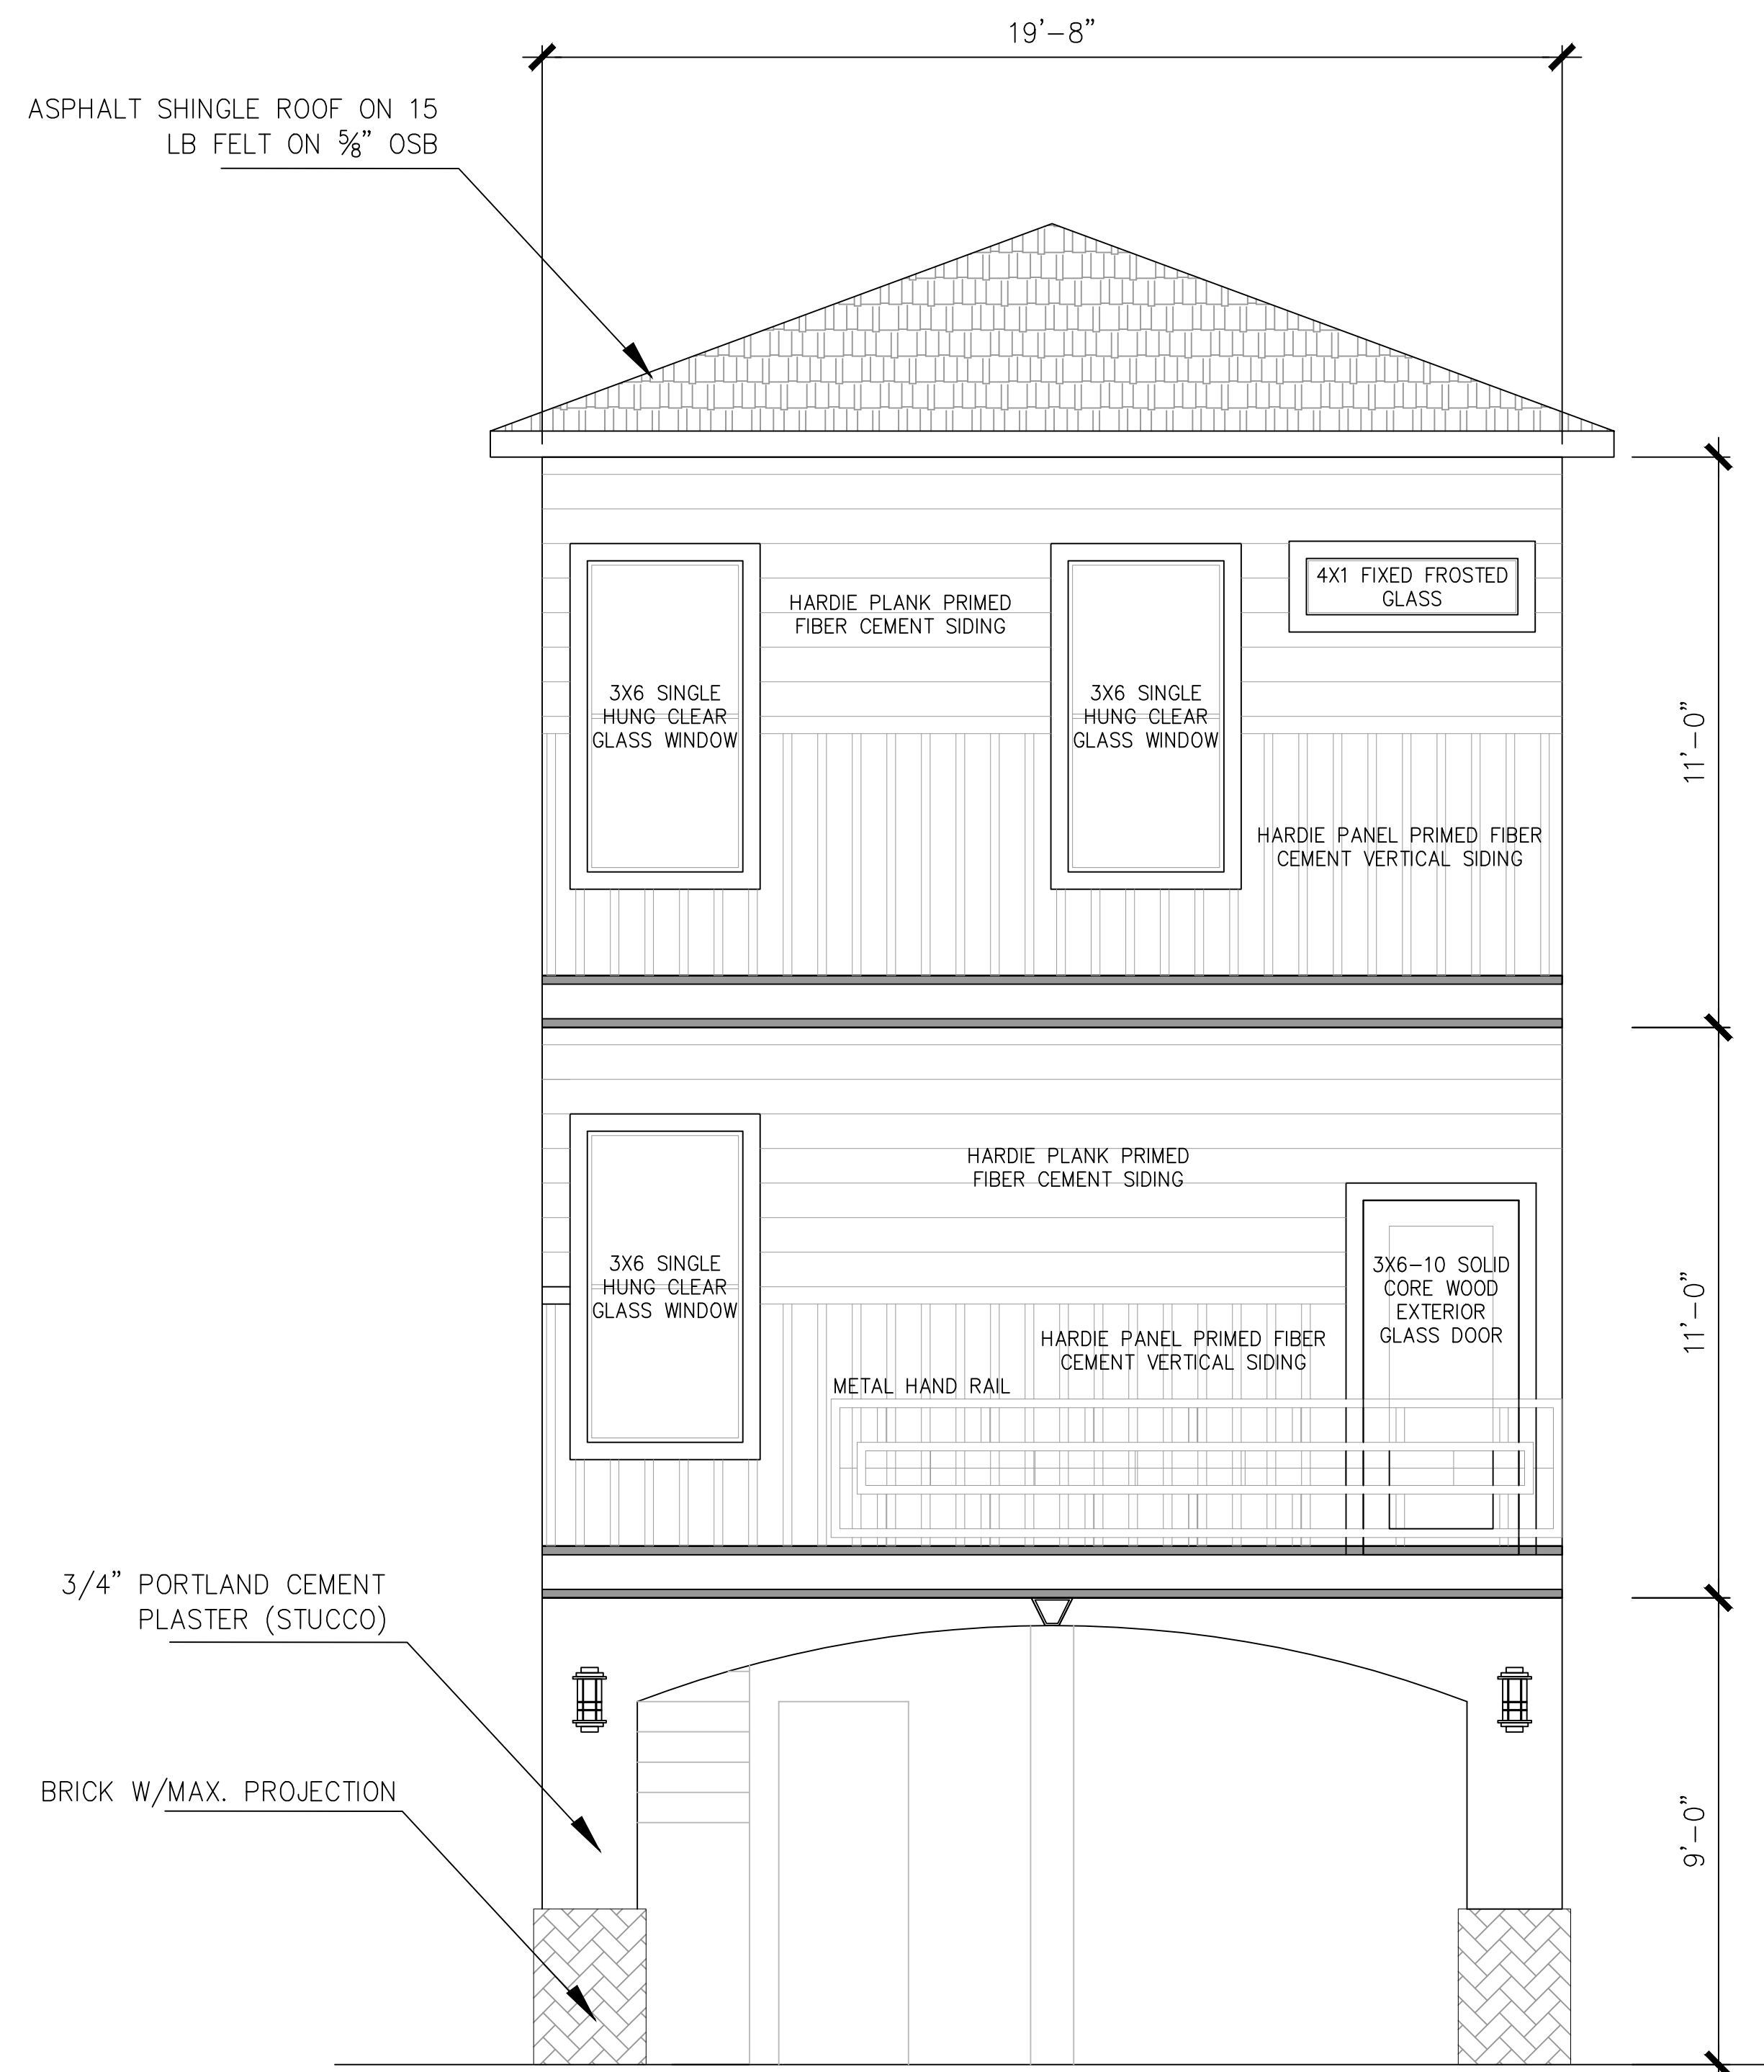 19'-8"
ASPHALT SHINGLE ROOF ON 15
LB FELT ON ⅝" OSB
4X1 FIXED FROSTED
GLASS
HARDIE PLANK PRIMED
FIBER CEMENT SIDING
3X6 SINGLE
HUNG CLEAR
GLASS WINDOW
3X6 SINGLE
HUNG CLEAR
GLASS WINDOW
11'-0"
HARDIE PANEL PRIMED FIBER
CEMENT VERTICAL SIDING
HARDIE PLANK PRIMED
FIBER CEMENT SIDING
3X6 SINGLE
HUNG CLEAR
GLASS WINDOW
3X6-10 SOLID
CORE WOOD
EXTERIOR
GLASS DOOR
11'-0"
HARDIE PANEL PRIMED FIBER
CEMENT VERTICAL SIDING
METAL HAND RAIL
3/4" PORTLAND CEMENT
PLASTER (STUCCO)
BRICK W/MAX. PROJECTION
9'-0"